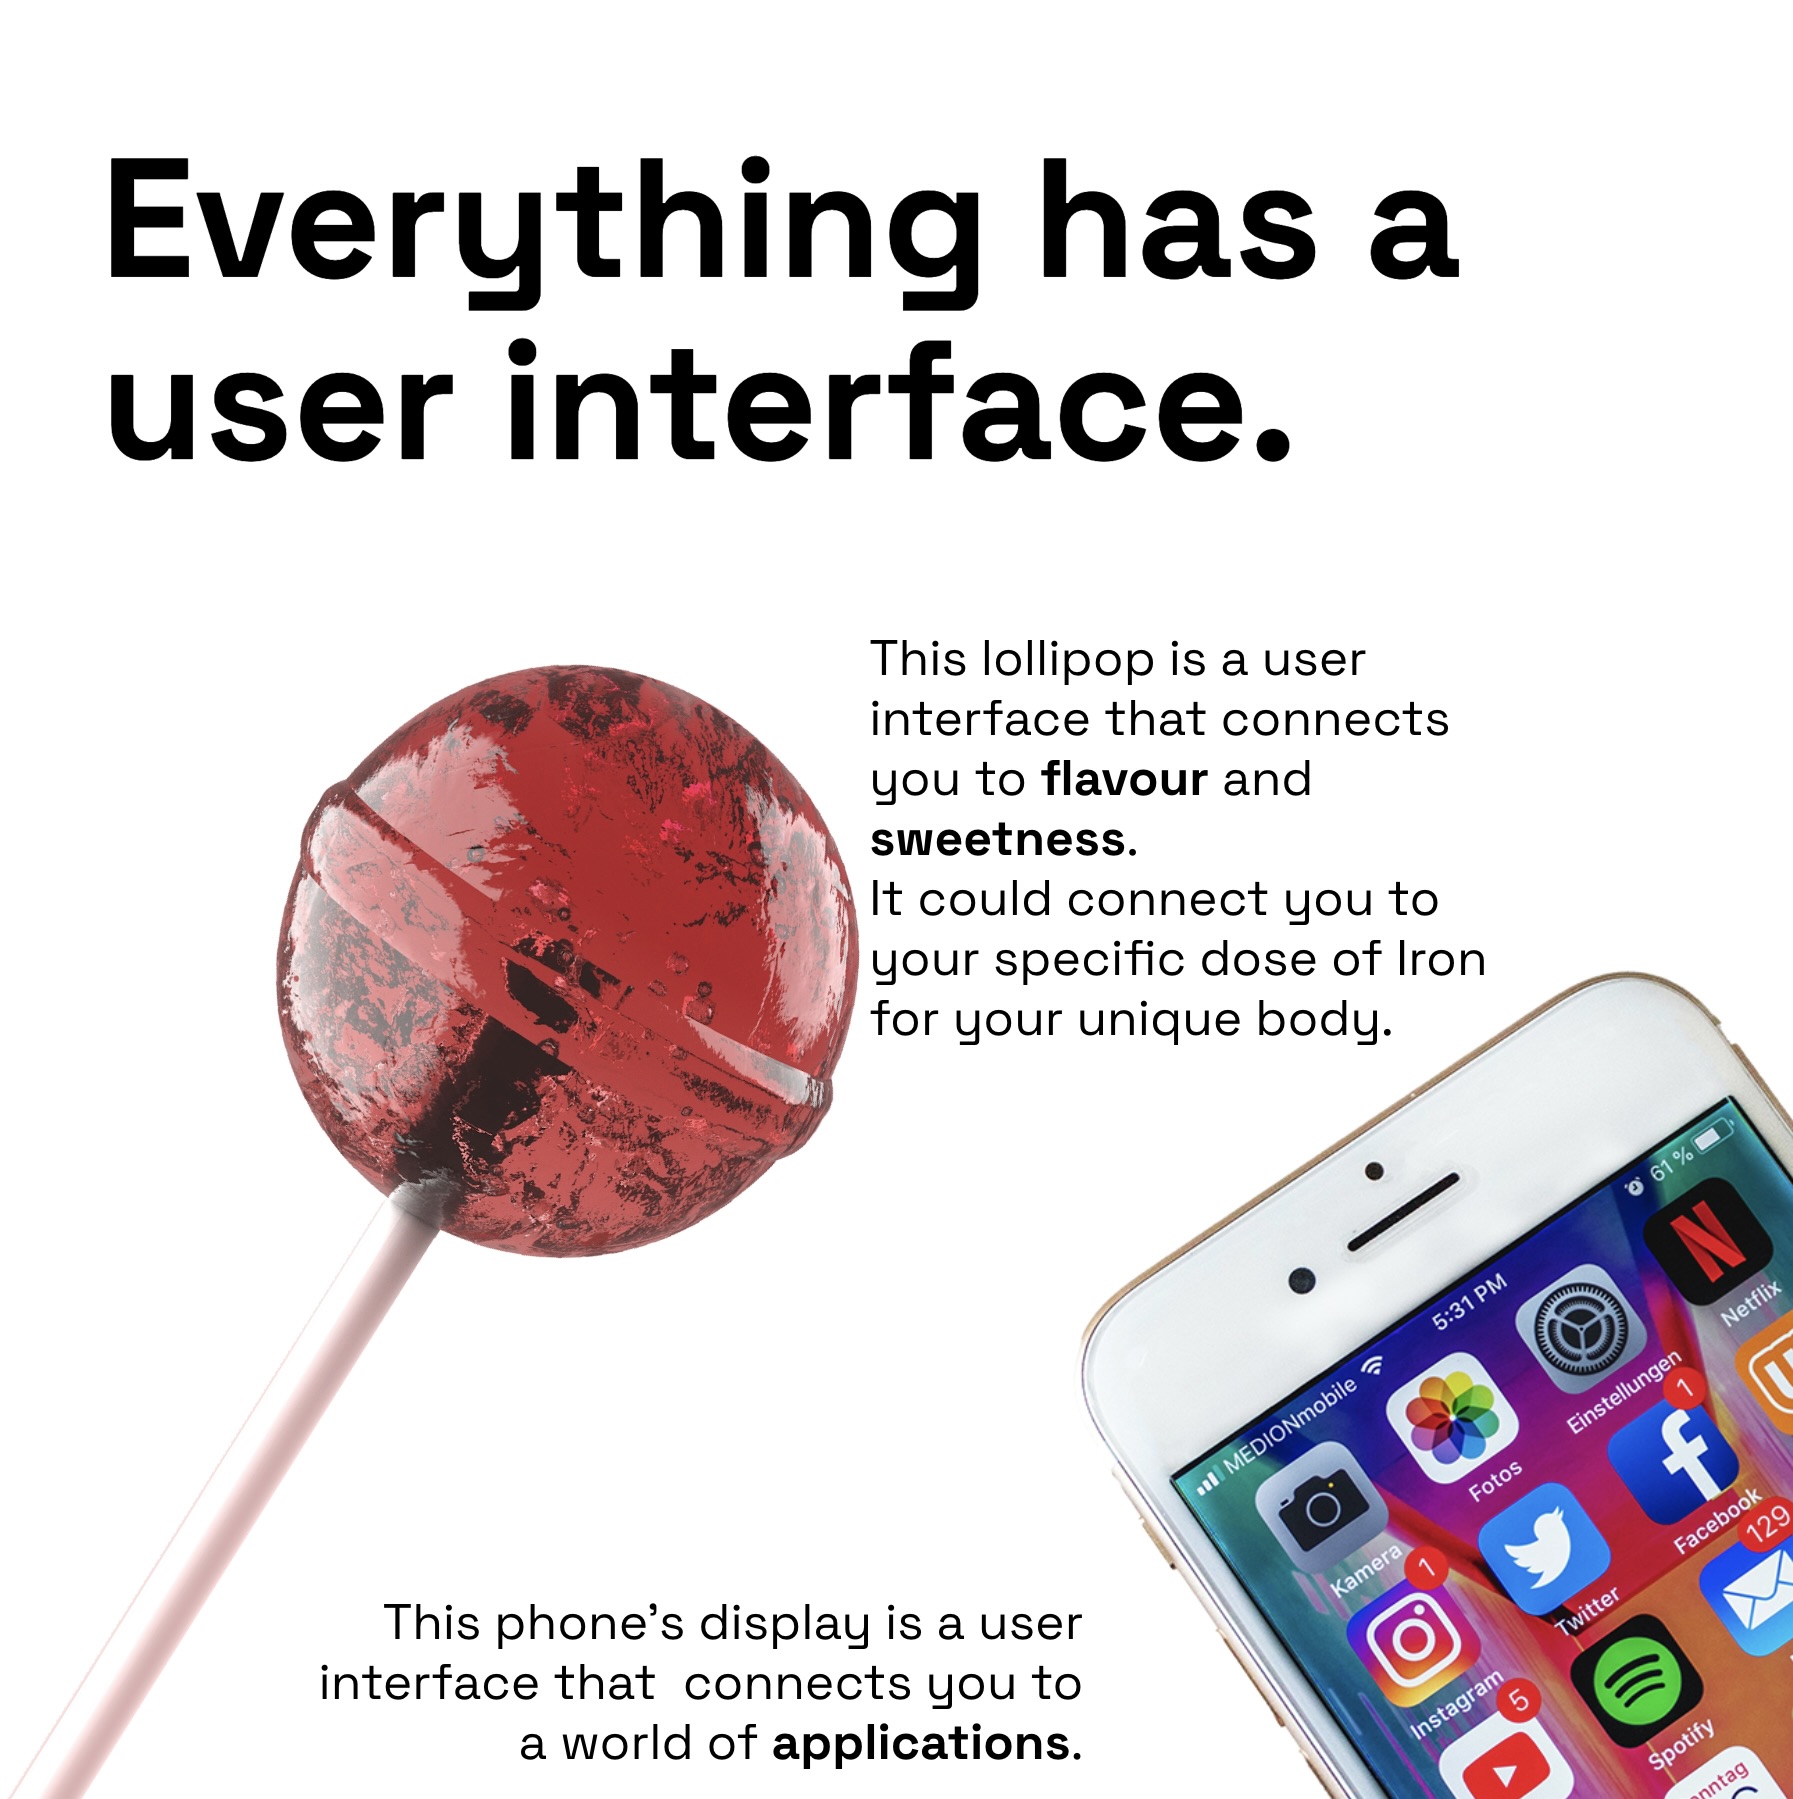 Everything has a
user interface.
This lollipop is a user
interface that connects
you to flavour and
sweetness.
It could connect you to
your specific dose of Iron
for your unique body.
61 %
5:31 PM
MEDIONmobile
Netflix
Einstellungen
Fotos
Kamera
1
Facebook
Twitter
1
129
Instagram
Spotify
5
This phone’s display is a user
interface that  connects you to
a world of applications.